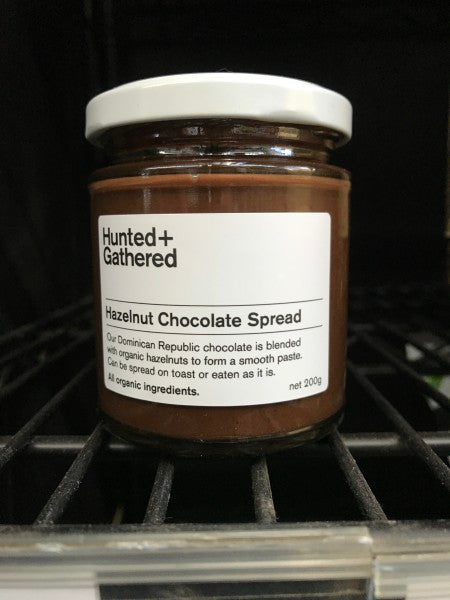 Hunted+
Gathered
Hazelnut Chocolate Spread
Our Dominican Republic chocolate is blended
with organic hazelnuts to form a smooth paste.
Can be spread on toast or eaten as it is.
All organic ingredients.
net 200g